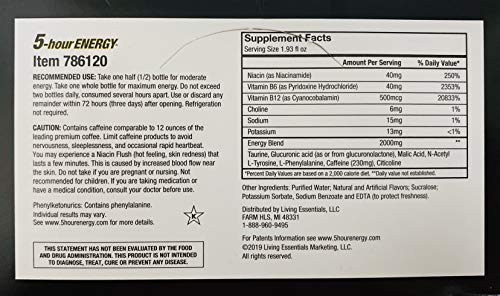 5-hour ENERGY®
Item 786120
RECOMMENDED USE: Take one half (1/2) bottle for moderate
energy. Take one whole bottle for maximum energy. Do not exceed
two bottles daily, consumed several hours apart. Use or discard any
remainder within 72 hours (three days) after opening. Refrigeration
not required.
CAUTION: Contains caffeine comparable to 12 ounces of the
leading premium coffee. Limit caffeine products to avoid
nervousness, sleeplessness, and occasional rapid heartbeat.
You may experience a Niacin Flush (hot feeling, skin redness) that
lasts a few minutes. This is caused by increased blood flow near
the skin. Do not take if you are pregnant or nursing. Not
recommended for children. If you are taking medication or
have a medical condition, consult your doctor before use.
Phenylketonurics: Contains phenylalanine.
Individual results may vary.
See www.5hourenergy.com for more details.
K
THIS STATEMENT HAS NOT BEEN EVALUATED BY THE FOOD
AND DRUG ADMINISTRATION. THIS PRODUCT IS NOT INTENDED
TO DIAGNOSE, TREAT, CURE OR PREVENT ANY DISEASE.
Supplement Facts
Serving Size 1.93 fl oz
Amount Per Serving % Daily Value*
Niacin (as Niacinamide) 40mg 250%
Vitamin B6 (as Pyridoxine Hydrochloride) 40mg 2353%
Vitamin B12 (as Cyanocobalamin) 500mcg 20833%
Choline 6mg 1%
Sodium 15mg 1%
Potassium 13mg <1%
Energy Blend 2000mg **
Taurine, Glucuronic acid (as or from glucuronolactone), Malic Acid, N-Acetyl
L-Tyrosine, L-Phenylalanine, Caffeine (230mg), Citicoline
*Percent Daily Values are based on a 2,000 calorie diet. **Daily value not established.
Other Ingredients: Purified Water, Natural and Artificial Flavors; Sucralose;
Potassium Sorbate, Sodium Benzoate and EDTA (to protect freshness).
Distributed by Living Essentials, LLC
FARM HLS, MI 48331
1-888-960-9495
For Patents information see www.5hourenergy.com
©2019 Living Essentials Marketing, LLC.
All rights reserved.